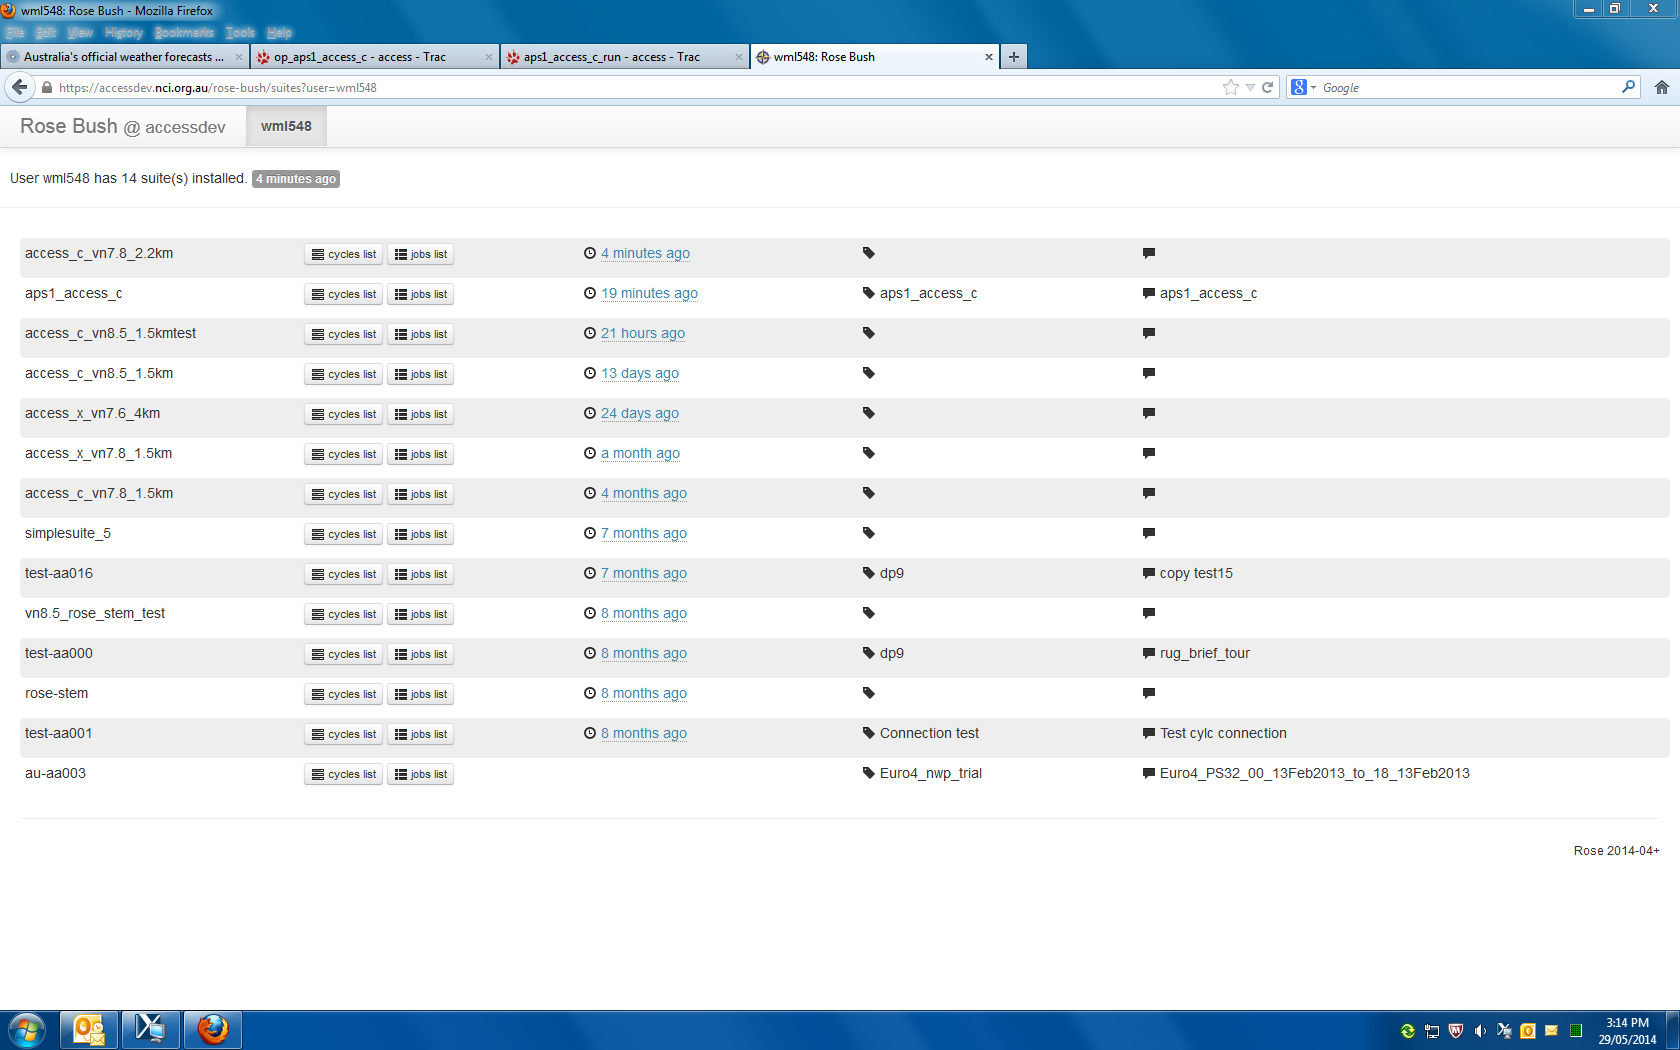 wml548: Rose Bush - Mozilla Firefox
File Edit View History Bookmarks Tools Help
Australia's official weather forecasts ... op_aps1_access_c - access - Trac aps1_access_c_run - access - Trac wml548: Rose Bush
https://accessdev.nci.org.au/rose-bush/suites?user=wml548 Google
Rose Bush @ accessdev wml548
User wml548 has 14 suite(s) installed. 4 minutes ago
access_c_vn7.8_2.2km cycles list jobs list 4 minutes ago
aps1_access_c cycles list jobs list 19 minutes ago aps1_access_c aps1_access_c
access_c_vn8.5_1.5kmtest cycles list jobs list 21 hours ago
access_c_vn8.5_1.5km cycles list jobs list 13 days ago
access_x_vn7.6_4km cycles list jobs list 24 days ago
access_x_vn7.8_1.5km cycles list jobs list a month ago
access_c_vn7.8_1.5km cycles list jobs list 4 months ago
simplesuite_5 cycles list jobs list 7 months ago
test-aa016 cycles list jobs list 7 months ago dp9 copy test15
vn8.5_rose_stem_test cycles list jobs list 8 months ago
test-aa000 cycles list jobs list 8 months ago dp9 rug_brief_tour
rose-stem cycles list jobs list 8 months ago
test-aa001 cycles list jobs list 8 months ago Connection test Test cylc connection
au-aa003 cycles list jobs list Euro4_nwp_trial Euro4_PS32_00_13Feb2013_to_18_13Feb2013
Rose 2014-04+
3:14 PM
29/05/2014